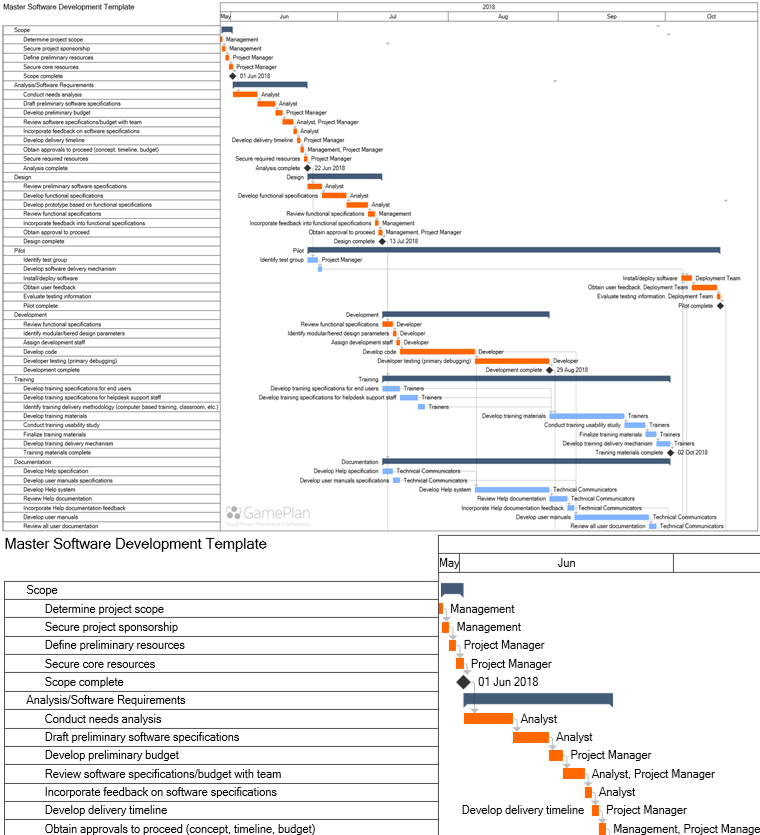 Master Software Development Template
2018
May Jun Jul Aug Sep Oct
Scope
Determine project scope Management
Secure project sponsorship Management
Define preliminary resources Project Manager
Secure core resources Project Manager
Scope complete 01 Jun 2018
Analysis/Software Requirements
Conduct needs analysis Analyst
Draft preliminary software specifications Analyst
Develop preliminary budget Project Manager
Review software specifications/budget with team Analyst, Project Manager
Incorporate feedback on software specifications Analyst
Develop delivery timeline Develop delivery timeline Project Manager
Obtain approvals to proceed (concept, timeline, budget) Management, Project Manager
Secure required resources Secure required resources Project Manager
Analysis complete Analysis complete 22 Jun 2018
Design Design
Review preliminary software specifications Analyst
Develop functional specifications Develop functional specifications Analyst
Develop prototype based on functional specifications Analyst
Review functional specifications Review functional specifications Management
Incorporate feedback into functional specifications Incorporate feedback into functional specifications Management
Obtain approval to proceed Obtain approval to proceed Management, Project Manager
Design complete Design complete 13 Jul 2018
Pilot Pilot
Identify test group Identify test group Project Manager
Develop software delivery mechanism
Install/deploy software Install/deploy software Deployment Team
Obtain user feedback Obtain user feedback. Deployment Team
Evaluate testing information Evaluate testing information. Deployment Team
Pilot complete Pilot complete
Development Development
Review functional specifications Review functional specifications Developer
Identify modular/tiered design parameters Identify modular/tiered design parameters Developer
Assign development staff Assign development staff Developer
Develop code Develop code Developer
Developer testing (primary debugging) Developer testing (primary debugging) Developer
Development complete Development complete 29 Aug 2018
Training Training
Develop training specifications for end users Develop training specifications for end users Trainers
Develop training specifications for helpdesk support staff Develop training specifications for helpdesk support staff Trainers
Identify training delivery methodology (computer based training, classroom, etc.) Identify training delivery methodology (computer based training, classroom, etc.) Trainers
Develop training materials Develop training materials Trainers
Conduct training usability study Conduct training usability study Trainers
Finalize training materials Finalize training materials Trainers
Develop training delivery mechanism Develop training delivery mechanism Trainers
Training materials complete Training materials complete 02 Oct 2018
Documentation Documentation
Develop Help specification Develop Help specification Technical Communicators
Develop user manuals specifications Develop user manuals specifications Technical Communicators
Develop Help system Develop Help system Technical Communicators
Review Help documentation Review Help documentation Technical Communicators
Incorporate Help documentation feedback Incorporate Help documentation feedback Technical Communicators
Develop user manuals Develop user manuals Technical Communicators
Review all user documentation Review all user documentation Technical Communicators
GamePlan
Visual Project Planning and Scheduling
Master Software Development Template
May Jun
Scope
Determine project scope Management
Secure project sponsorship Management
Define preliminary resources Project Manager
Secure core resources Project Manager
Scope complete 01 Jun 2018
Analysis/Software Requirements
Conduct needs analysis Analyst
Draft preliminary software specifications Analyst
Develop preliminary budget Project Manager
Review software specifications/budget with team Analyst, Project Manager
Incorporate feedback on software specifications Analyst
Develop delivery timeline Develop delivery timeline Project Manager
Obtain approvals to proceed (concept, timeline, budget) Management, Project Manage